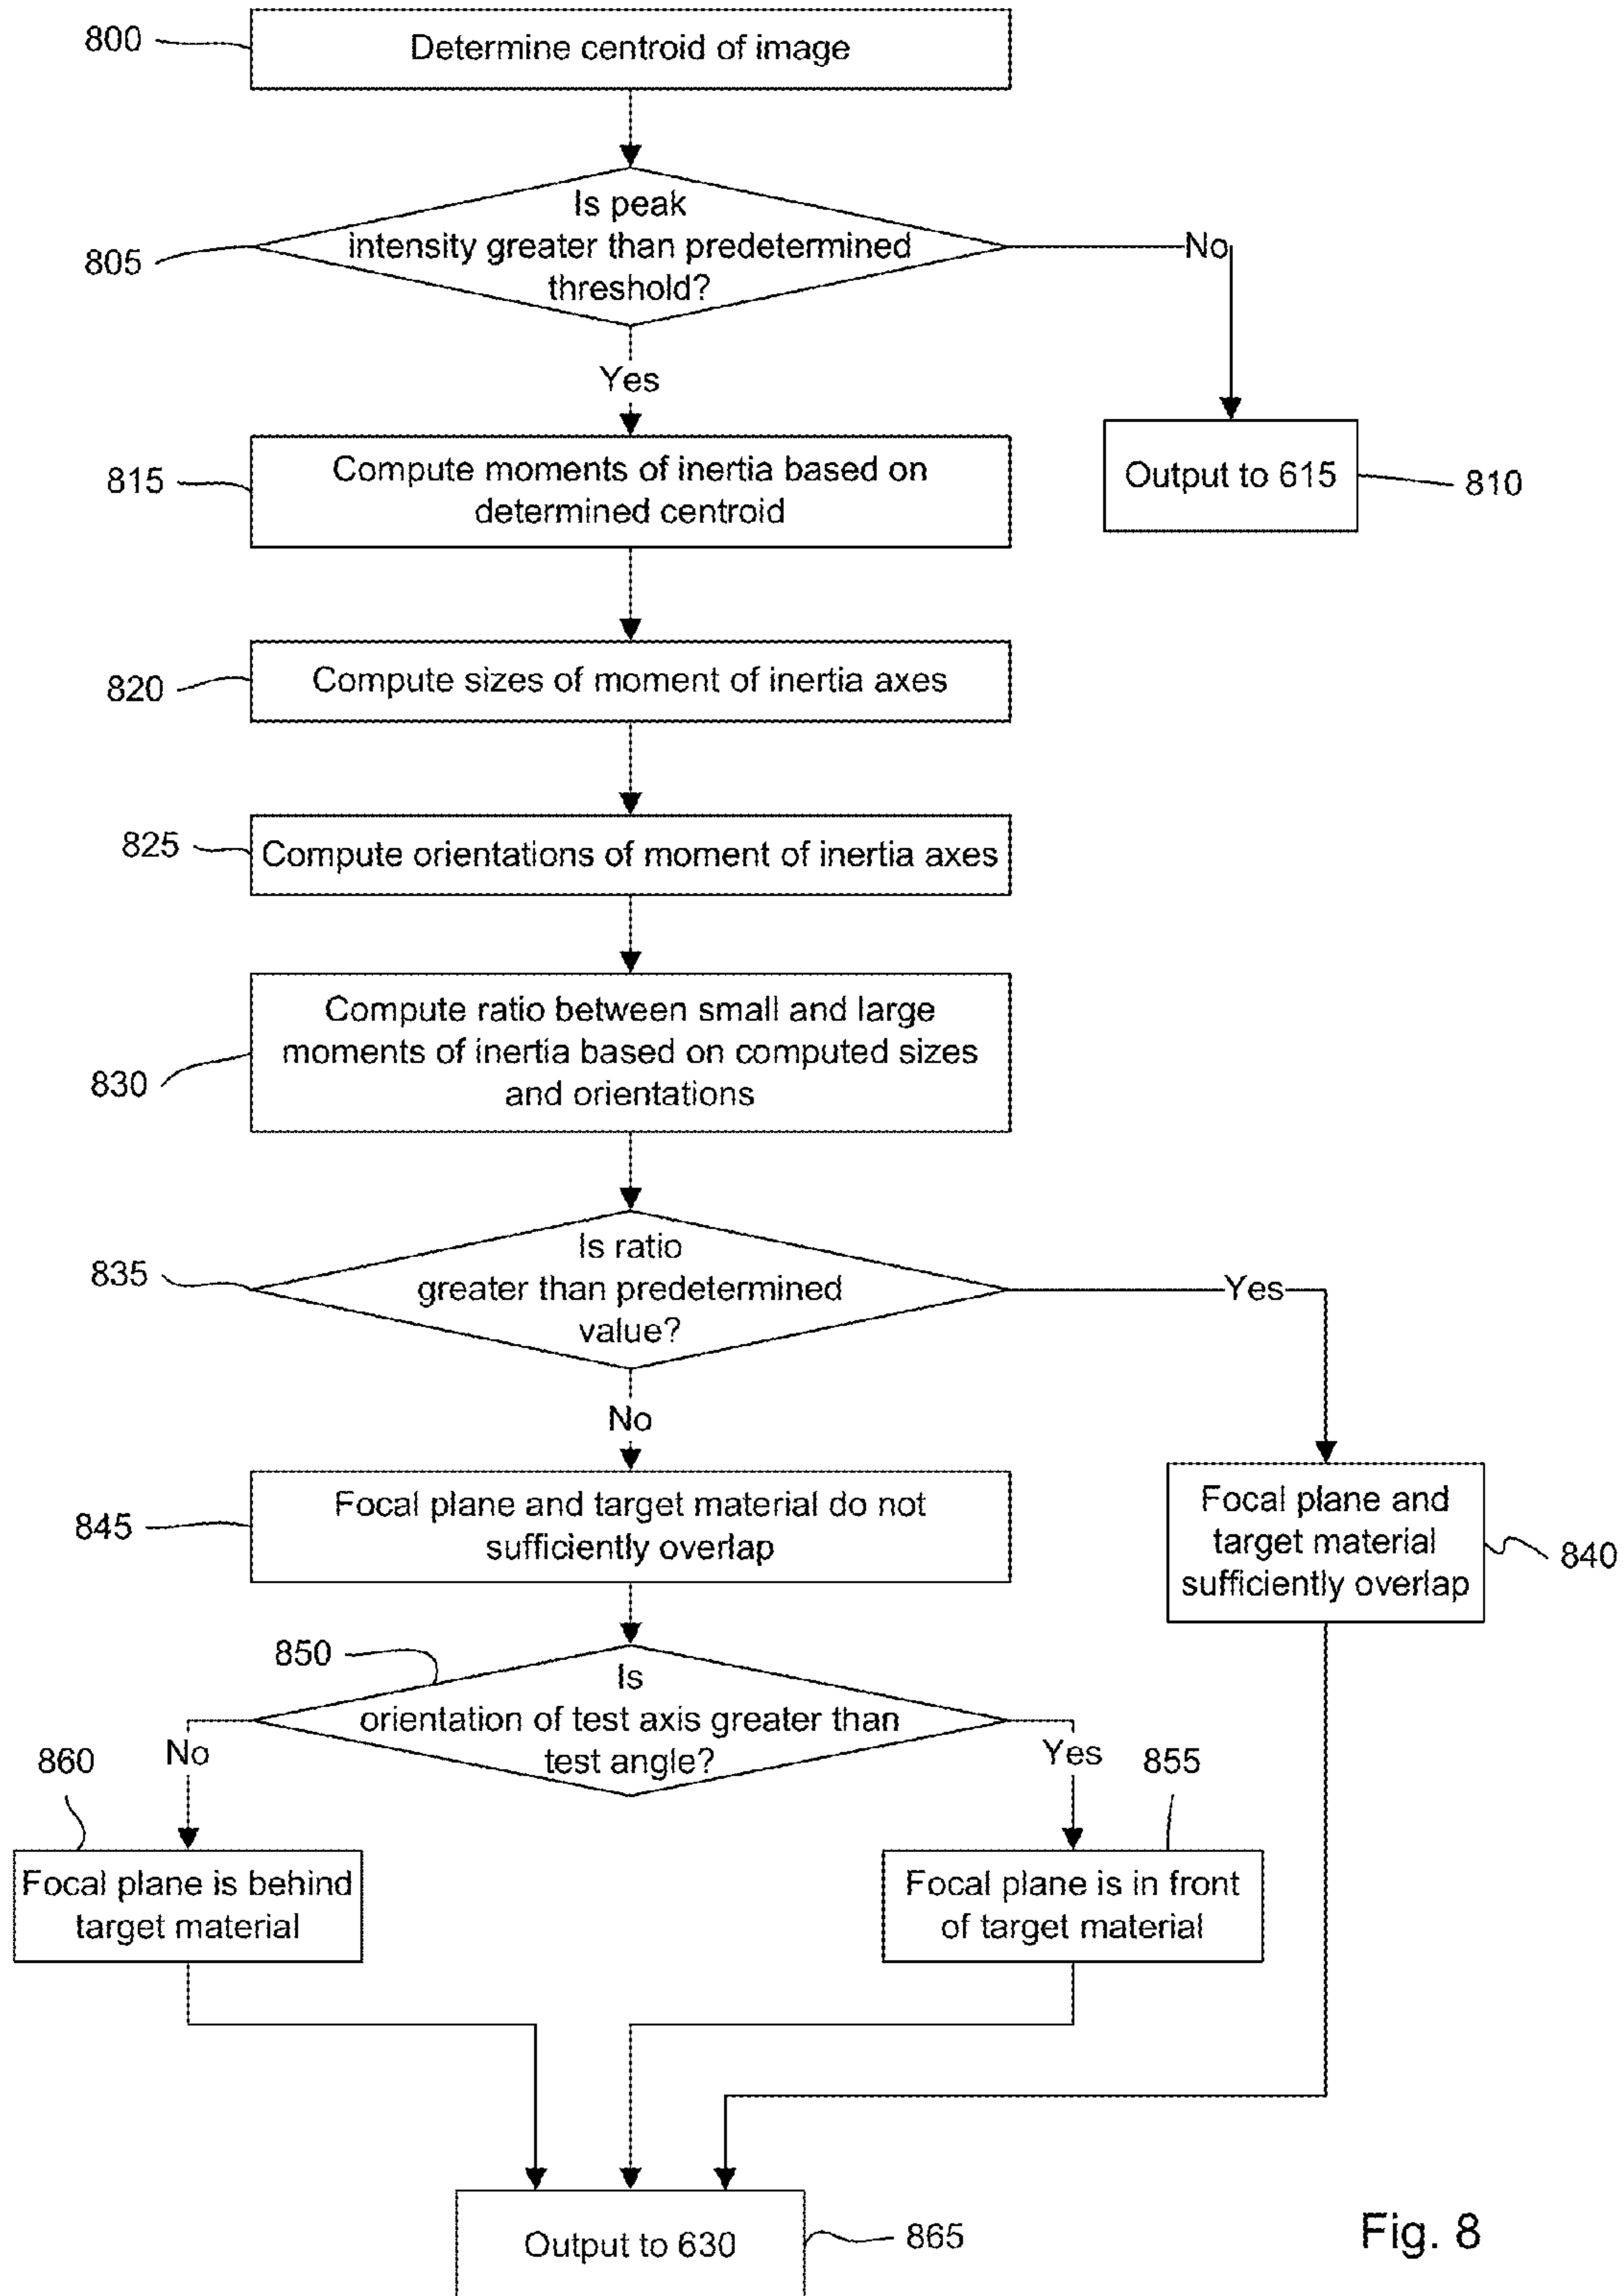 800
Determine centroid of image
Is peak
intensity greater than predetermined
threshold?
805
No
Yes
Output to 615
810
815
Compute moments of inertia based on
determined centroid
820
Compute sizes of moment of inertia axes
825
Compute orientations of moment of inertia axes
830
Compute ratio between small and large
moments of inertia based on computed sizes
and orientations
835
Is ratio
greater than predetermined
value?
Yes
No
845
Focal plane and target material do not
sufficiently overlap
Focal plane and
target material
sufficiently overlap
840
850
Is
orientation of test axis greater than
test angle?
No
Yes
860
855
Focal plane is behind
target material
Focal plane is in front
of target material
Output to 630
865
Fig. 8